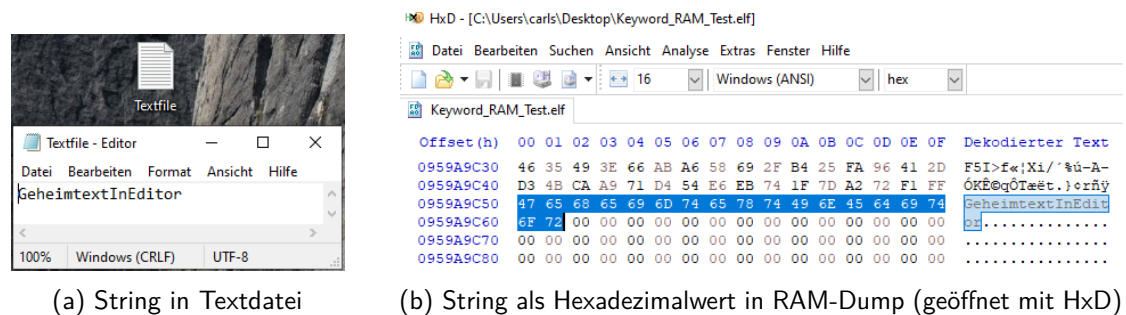 Textfile
Textfile - Editor
Datei Bearbeiten Format Ansicht Hilfe
GeheimtextInEditor
100% Windows (CRLF) UTF-8
(a) String in Textdatei
HxD - [C:\Users\carls\Desktop\Keyword_RAM_Test.elf]
Datei Bearbeiten Suchen Ansicht Analyse Extras Fenster Hilfe
16 Windows (ANSI) hex
Keyword_RAM_Test.elf
Offset(h) 00 01 02 03 04 05 06 07 08 09 0A 0B 0C 0D 0E 0F Dekodierter Text
0959A9C30 46 35 49 3E 66 AB A6 58 69 2F B4 25 FA 96 41 2D F5I>f«¦Xi/´%ú–A-
0959A9C40 D3 4B CA A9 71 D4 54 E6 EB 74 1F 7D A2 72 F1 FF ÓKÊ©qÔTæët.}¢rñÿ
0959A9C50 47 65 68 65 69 6D 74 65 78 74 49 6E 45 64 69 74 GeheimtextInEdit
0959A9C60 6F 72 00 00 00 00 00 00 00 00 00 00 00 00 00 00 or..............
0959A9C70 00 00 00 00 00 00 00 00 00 00 00 00 00 00 00 00 ................
0959A9C80 00 00 00 00 00 00 00 00 00 00 00 00 00 00 00 00 ................
(b) String als Hexadezimalwert in RAM-Dump (geöffnet mit HxD)